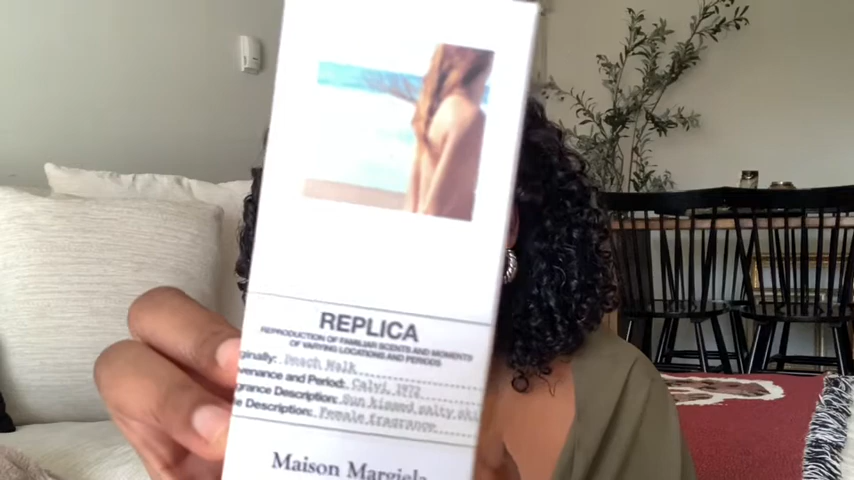 REPLICA
REPRODUCTION OF FAMILIAR SCENTS AND MOMENTS
OF VARYING LOCATIONS AND PERIODS
ginally: Beach Walk
venance and Period: Calvi, 1972
grance Description: Sun kissed salty ski
e Description: Female fragrance
Maison Margiela